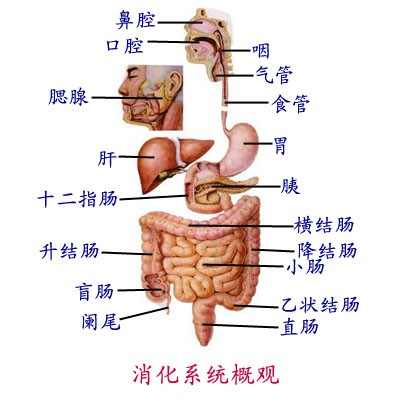 鼻腔
口腔
咽
气管
腮腺
食管
肝
胃
十二指肠
胰
横结肠
升结肠
降结肠
小肠
盲肠
乙状结肠
阑尾
直肠
消化系统概观